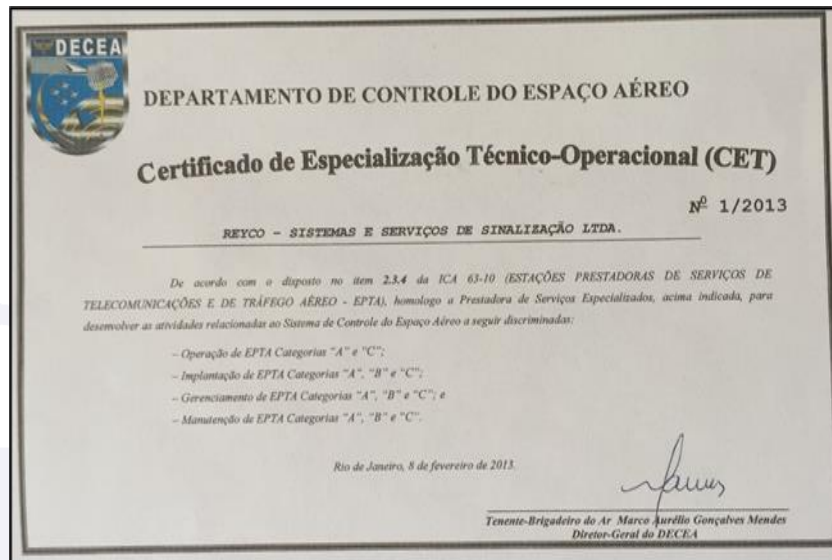 DECEA
DEPARTAMENTO DE CONTROLE DO ESPAÇO AÉREO
Certificado de Especialização Técnico-Operacional (CET)
Nº 1/2013
REYCO - SISTEMAS E SERVIÇOS DE SINALIZAÇÃO LTDA.
De acordo com o disposto no item 2.3.4 da ICA 63-10 (ESTAÇÕES PRESTADORAS DE SERVIÇOS DE
TELECOMUNICAÇÕES E DE TRÁFEGO AÉREO - EPTA), homologo a Prestadora de Serviços Especializados, acima indicada, para
desenvolver as atividades relacionadas ao Sistema de Controle do Espaço Aéreo a seguir discriminadas:
– Operação de EPTA Categorias "A" e "C";
– Implantação de EPTA Categorias "A", "B" e "C";
– Gerenciamento de EPTA Categorias "A", "B" e "C"; e
– Manutenção de EPTA Categorias "A", "B" e "C".
Rio de Janeiro, 8 de fevereiro de 2013.
Tenente-Brigadeiro do Ar Marco Aurélio Gonçalves Mendes
Diretor-Geral do DECEA